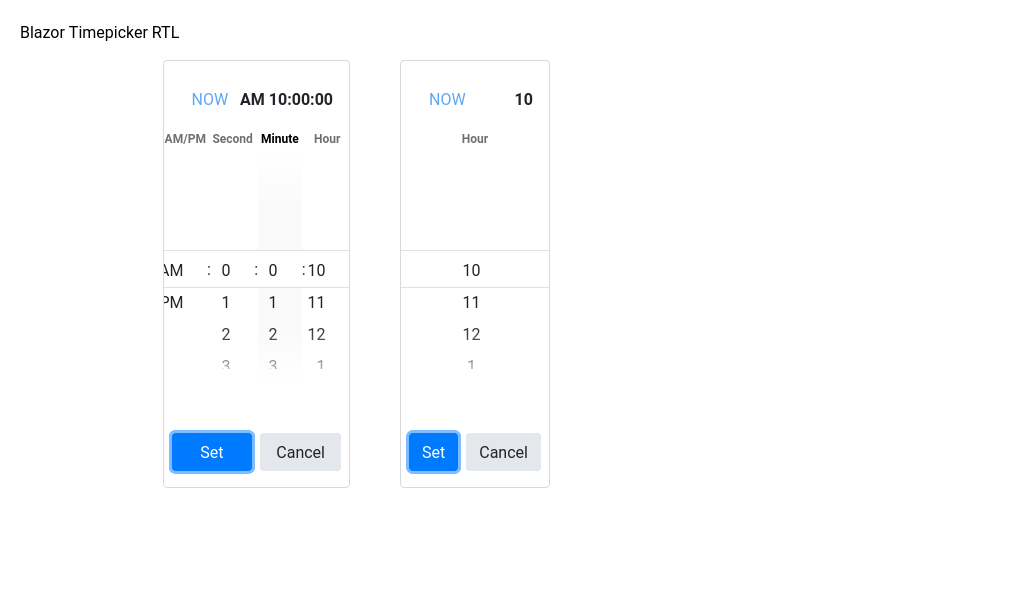 Blazor Timepicker RTL
NOW AM 10:00:00
AM/PM Second Minute Hour
AM : 0 : 0 : 10
PM 1 1 11
2 2 12
3 3 1
Set Cancel
NOW 10
Hour
10
11
12
1
Set Cancel